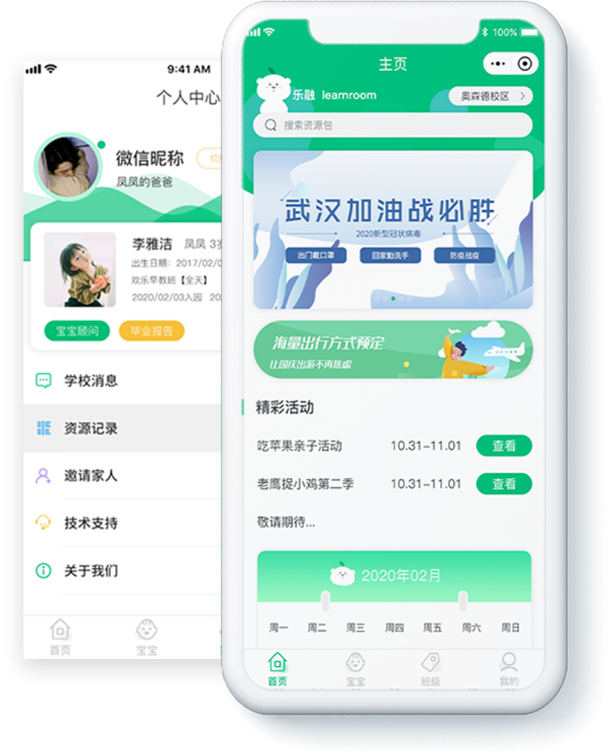 9:41 AM
个人中心
微信昵称
凤凤的爸爸
李雅洁 凤凤 3岁
出生日期：2017/02/0
欢乐早教班【全天】
2020/02/03入园 20
宝宝顾问 毕业报告
学校消息
资源记录
邀请家人
技术支持
关于我们
首页 宝宝
100%
主页
乐融 learnroom 奥森德校区
搜索资源包
武汉加油战必胜
2020新型冠状病毒
出门戴口罩 回家勤洗手 防疫战疫
海量出行方式预定
让国庆出游不再焦虑
精彩活动
吃苹果亲子活动 10.31-11.01 查看
老鹰捉小鸡第二季 10.31-11.01 查看
敬请期待...
2020年02月
周一 周二 周三 周四 周五 周六 周日
首页 宝宝 班级 我的